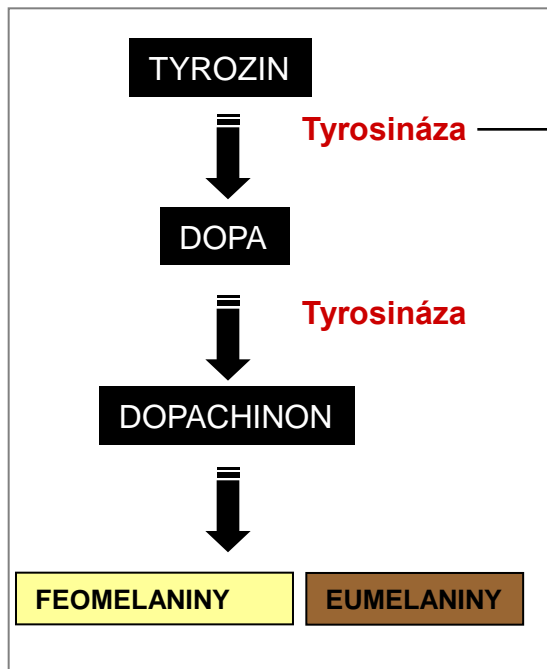 TYROZIN
Tyrosináza
DOPA
Tyrosináza
DOPACHINON
FEOMELANINY
EUMELANINY